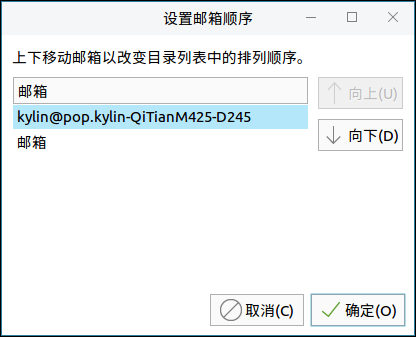 设置邮箱顺序
上下移动邮箱以改变目录列表中的排列顺序。
邮箱
向上(U)
kylin@pop.kylin-QiTianM425-D245
向下(D)
邮箱
取消(C)
确定(O)